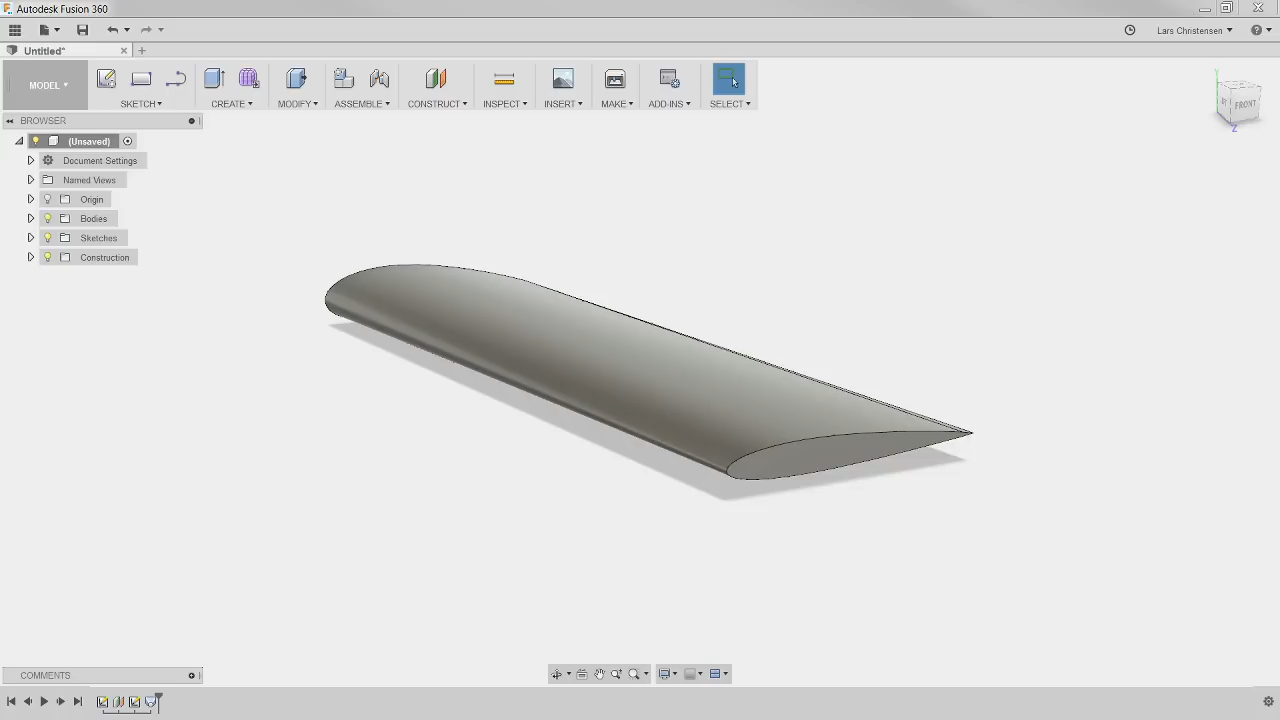 Autodesk Fusion 360
Lars Christensen
Untitled*
MODEL
SKETCH
CREATE
MODIFY
ASSEMBLE
CONSTRUCT
INSPECT
INSERT
MAKE
ADD-INS
SELECT
Y
FRONT
Z
BROWSER
(Unsaved)
Document Settings
Named Views
Origin
Bodies
Sketches
Construction
COMMENTS